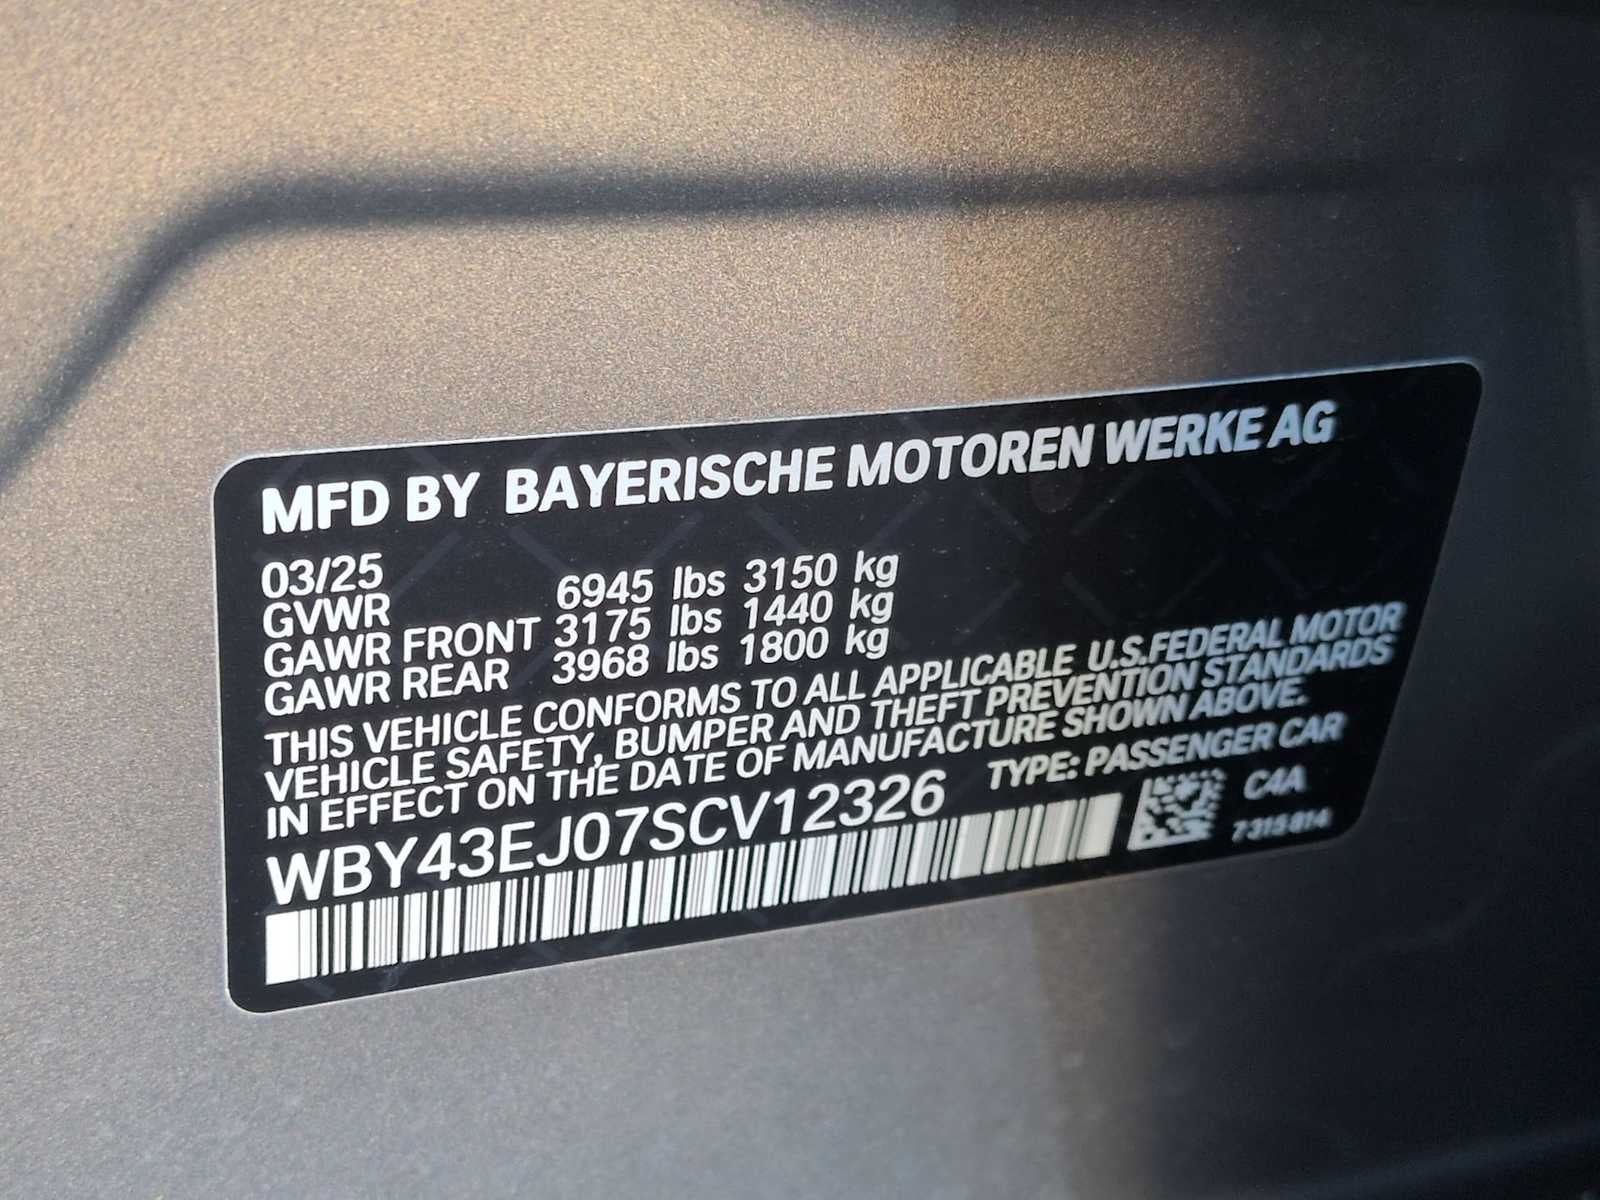 MFD BY BAYERISCHE MOTOREN WERKE AG
03/25
GVWR 6945 lbs 3150 kg
GAWR FRONT 3175 lbs 1440 kg
GAWR REAR 3968 lbs 1800 kg
THIS VEHICLE CONFORMS TO ALL APPLICABLE U.S.FEDERAL MOTOR
VEHICLE SAFETY, BUMPER AND THEFT PREVENTION STANDARDS
IN EFFECT ON THE DATE OF MANUFACTURE SHOWN ABOVE.
WBY43EJ07SCV12326 TYPE: PASSENGER CAR
C4A
7315814